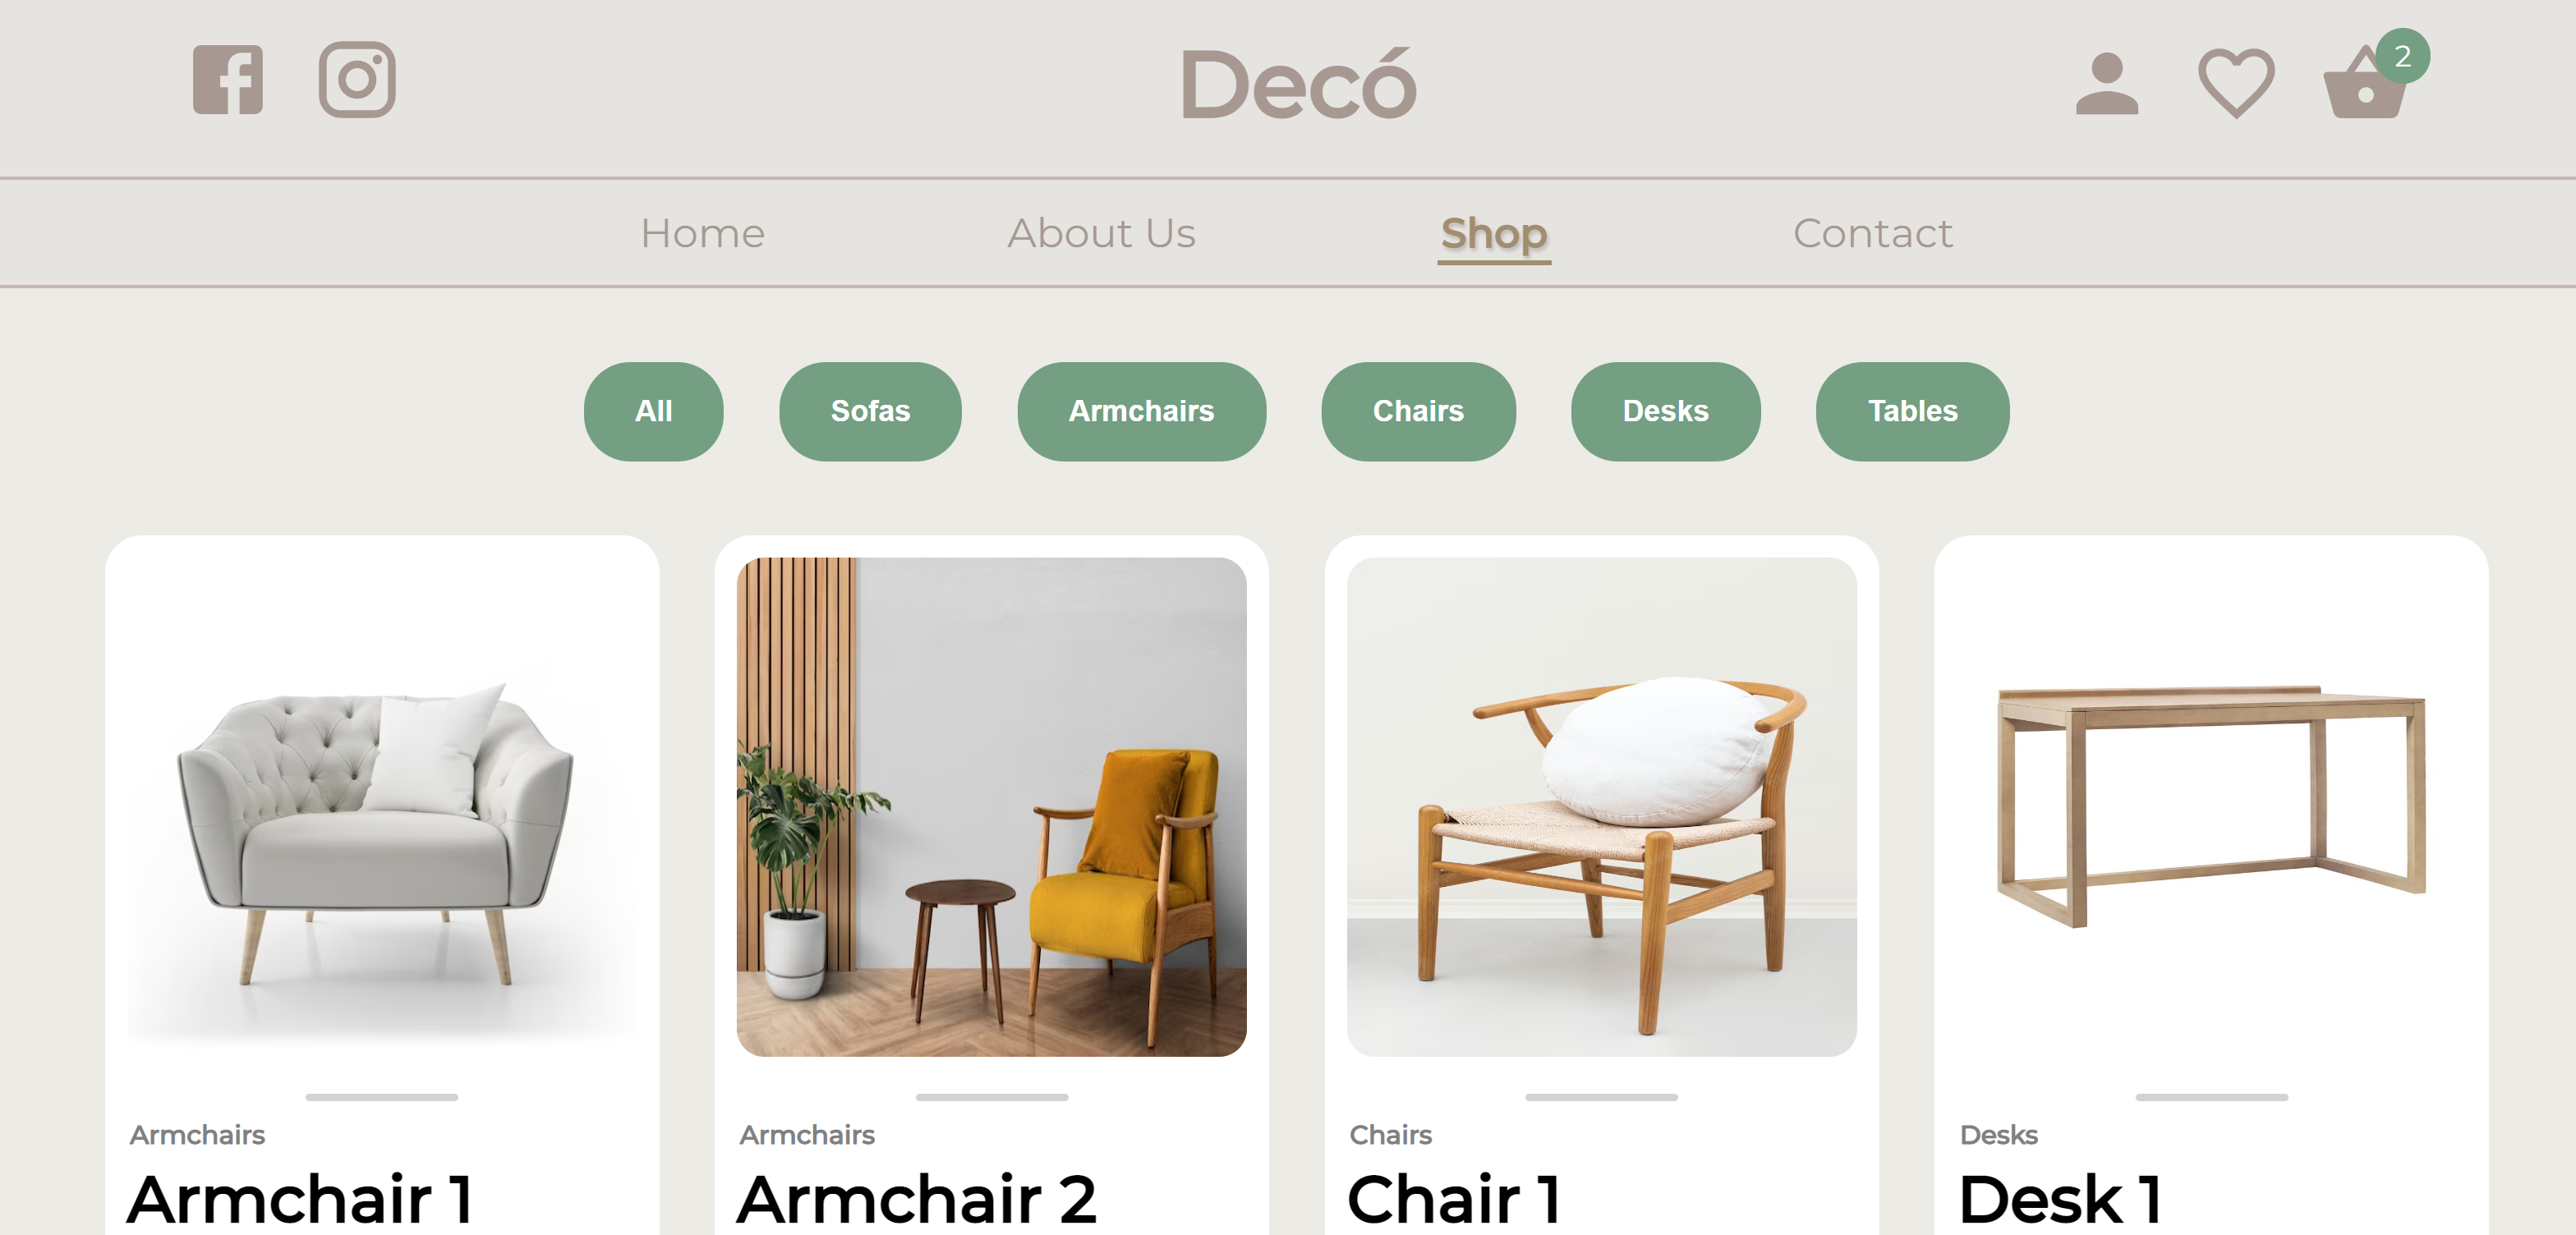 Decó
2
Home About Us Shop Contact
All Sofas Armchairs Chairs Desks Tables
Armchairs
Armchair 1
Armchairs
Armchair 2
Chairs
Chair 1
Desks
Desk 1